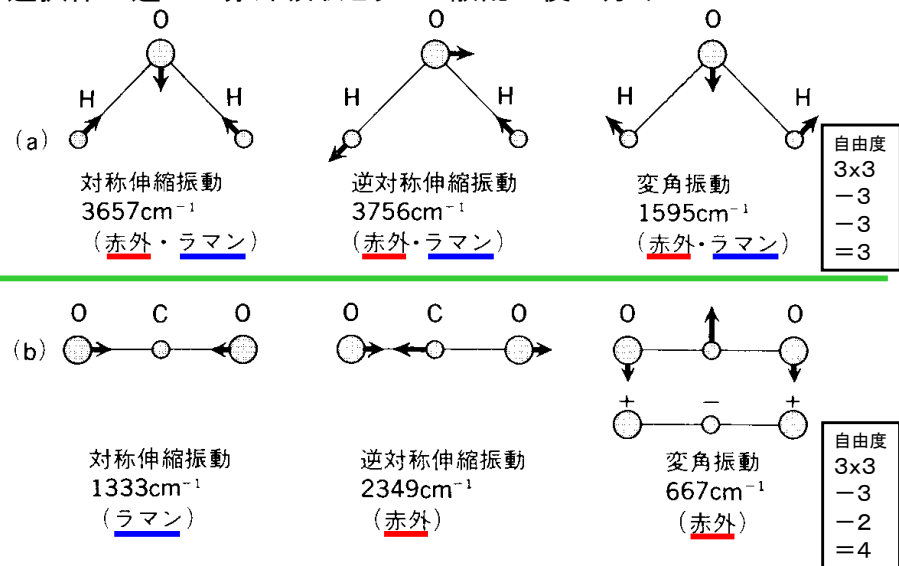 O O O
H H H H H H
(a)
対称伸縮振動 逆対称伸縮振動 変角振動
3657cm⁻¹ 3756cm⁻¹ 1595cm⁻¹
(赤外・ラマン) (赤外・ラマン) (赤外・ラマン)
自由度
3x3
－3
－3
＝3
O C O O C O O O
(b)
+ − +
対称伸縮振動 逆対称伸縮振動 変角振動
1333cm⁻¹ 2349cm⁻¹ 667cm⁻¹
(ラマン) (赤外) (赤外)
自由度
3x3
－3
－2
＝4